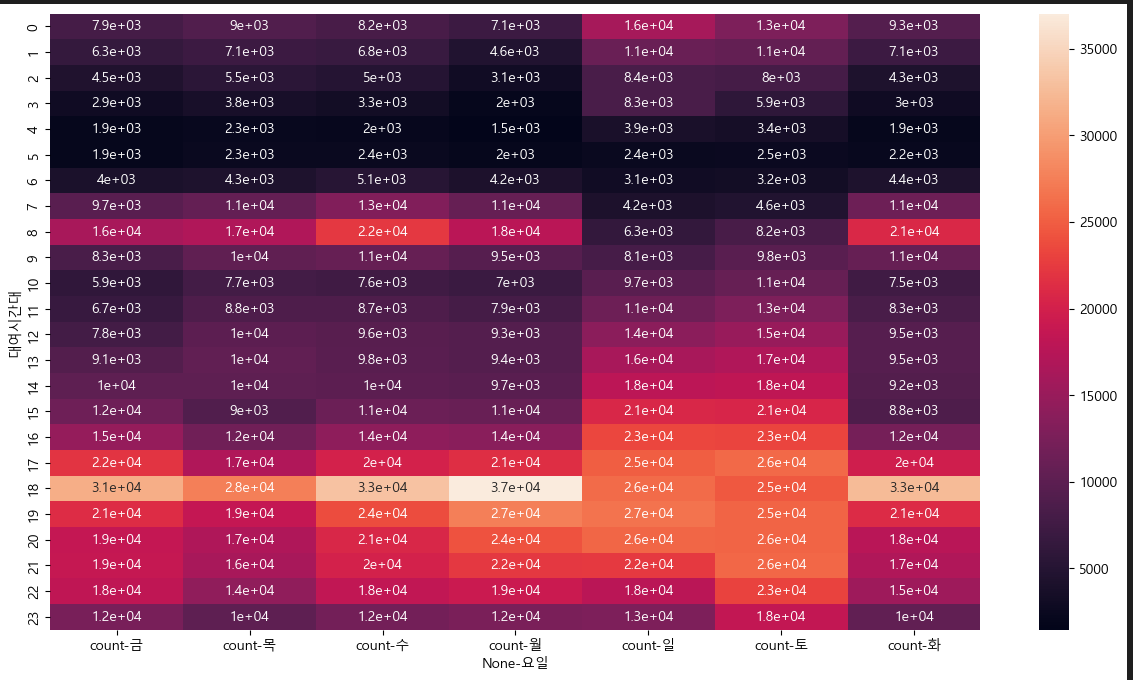 0 7.9e+03 9e+03 8.2e+03 7.1e+03 1.6e+04 1.3e+04 9.3e+03
1 6.3e+03 7.1e+03 6.8e+03 4.6e+03 1.1e+04 1.1e+04 7.1e+03
2 4.5e+03 5.5e+03 5e+03 3.1e+03 8.4e+03 8e+03 4.3e+03
3 2.9e+03 3.8e+03 3.3e+03 2e+03 8.3e+03 5.9e+03 3e+03
4 1.9e+03 2.3e+03 2e+03 1.5e+03 3.9e+03 3.4e+03 1.9e+03
5 1.9e+03 2.3e+03 2.4e+03 2e+03 2.4e+03 2.5e+03 2.2e+03
6 4e+03 4.3e+03 5.1e+03 4.2e+03 3.1e+03 3.2e+03 4.4e+03
7 9.7e+03 1.1e+04 1.3e+04 1.1e+04 4.2e+03 4.6e+03 1.1e+04
8 1.6e+04 1.7e+04 2.2e+04 1.8e+04 6.3e+03 8.2e+03 2.1e+04
9 8.3e+03 1e+04 1.1e+04 9.5e+03 8.1e+03 9.8e+03 1.1e+04
10 5.9e+03 7.7e+03 7.6e+03 7e+03 9.7e+03 1.1e+04 7.5e+03
11 6.7e+03 8.8e+03 8.7e+03 7.9e+03 1.1e+04 1.3e+04 8.3e+03
12 7.8e+03 1e+04 9.6e+03 9.3e+03 1.4e+04 1.5e+04 9.5e+03
13 9.1e+03 1e+04 9.8e+03 9.4e+03 1.6e+04 1.7e+04 9.5e+03
14 1e+04 1e+04 1e+04 9.7e+03 1.8e+04 1.8e+04 9.2e+03
15 1.2e+04 9e+03 1.1e+04 1.1e+04 2.1e+04 2.1e+04 8.8e+03
16 1.5e+04 1.2e+04 1.4e+04 1.4e+04 2.3e+04 2.3e+04 1.2e+04
17 2.2e+04 1.7e+04 2e+04 2.1e+04 2.5e+04 2.6e+04 2e+04
18 3.1e+04 2.8e+04 3.3e+04 3.7e+04 2.6e+04 2.5e+04 3.3e+04
19 2.1e+04 1.9e+04 2.4e+04 2.7e+04 2.7e+04 2.5e+04 2.1e+04
20 1.9e+04 1.7e+04 2.1e+04 2.4e+04 2.6e+04 2.6e+04 1.8e+04
21 1.9e+04 1.6e+04 2e+04 2.2e+04 2.2e+04 2.6e+04 1.7e+04
22 1.8e+04 1.4e+04 1.8e+04 1.9e+04 1.8e+04 2.3e+04 1.5e+04
23 1.2e+04 1e+04 1.2e+04 1.2e+04 1.3e+04 1.8e+04 1e+04
대여시간대
count-금 count-목 count-수 count-월 count-일 count-토 count-화
None-요일
35000
30000
25000
20000
15000
10000
5000